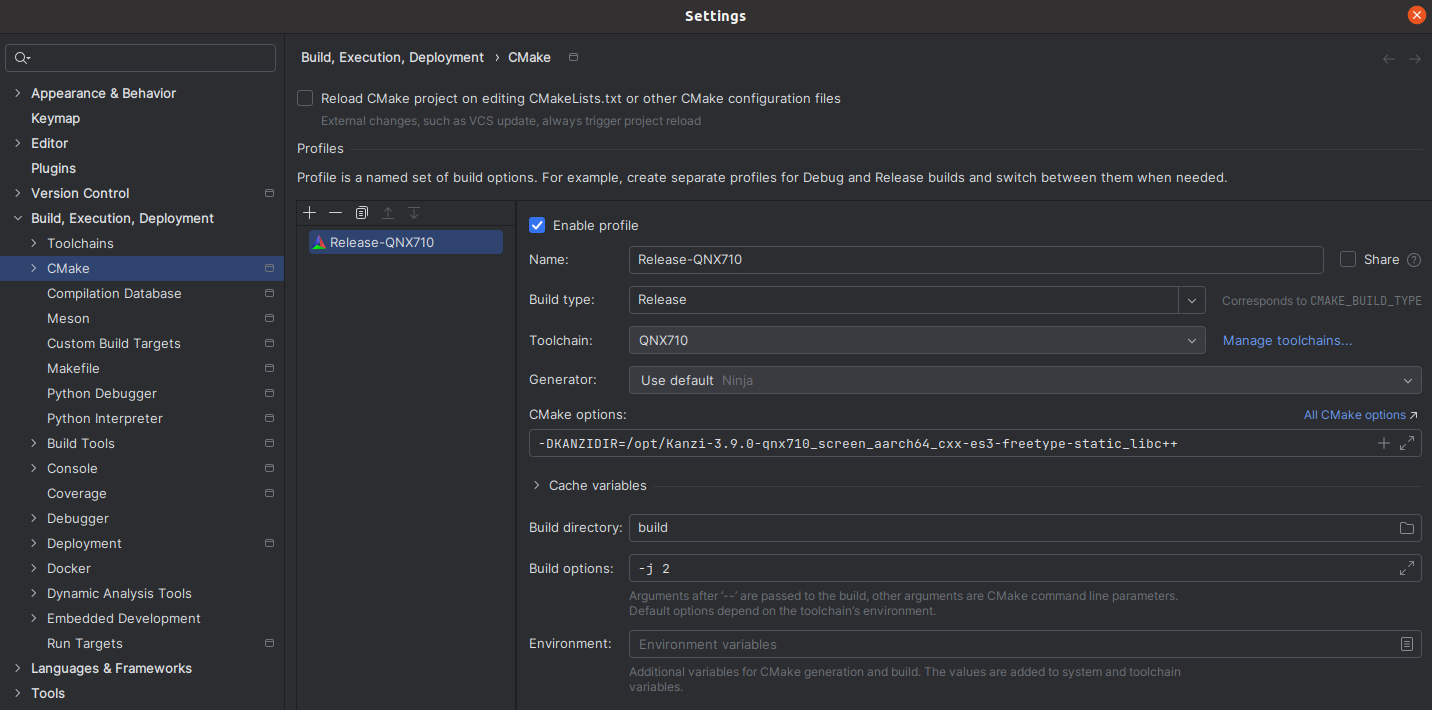 Settings
Build, Execution, Deployment › CMake
Appearance & Behavior
Keymap
Editor
Plugins
Version Control
Build, Execution, Deployment
Toolchains
CMake
Compilation Database
Meson
Custom Build Targets
Makefile
Python Debugger
Python Interpreter
Build Tools
Console
Coverage
Debugger
Deployment
Docker
Dynamic Analysis Tools
Embedded Development
Run Targets
Languages & Frameworks
Tools
Reload CMake project on editing CMakeLists.txt or other CMake configuration files
External changes, such as VCS update, always trigger project reload
Profiles
Profile is a named set of build options. For example, create separate profiles for Debug and Release builds and switch between them when needed.
Release-QNX710
Enable profile
Name: Release-QNX710 Share ?
Build type: Release Corresponds to CMAKE_BUILD_TYPE
Toolchain: QNX710 Manage toolchains...
Generator: Use default Ninja
CMake options: All CMake options ↗
-DKANZIDIR=/opt/Kanzi-3.9.0-qnx710_screen_aarch64_cxx-es3-freetype-static_libc++
Cache variables
Build directory: build
Build options: -j 2
Arguments after ‘--’ are passed to the build, other arguments are CMake command line parameters.
Default options depend on the toolchain’s environment.
Environment: Environment variables
Additional variables for CMake generation and build. The values are added to system and toolchain
variables.